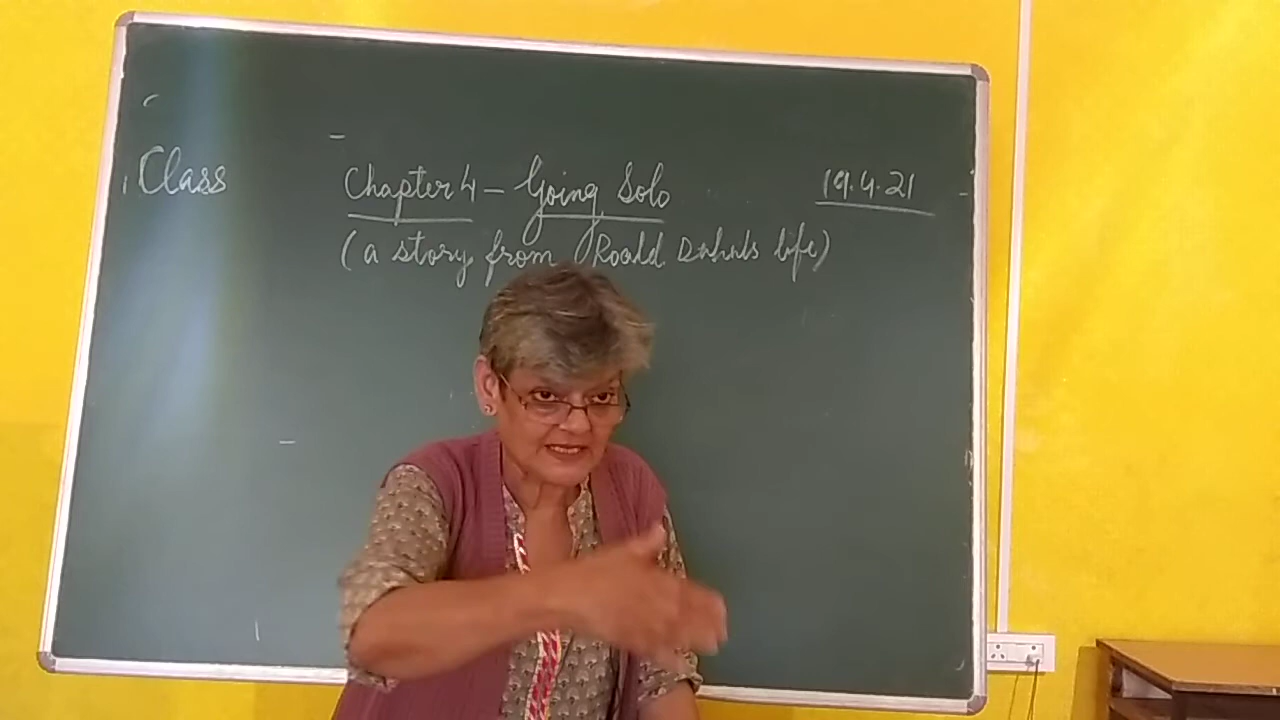 Class Chapter 4 - Going Solo 19.4.21
(a story from Roald Dahls life)